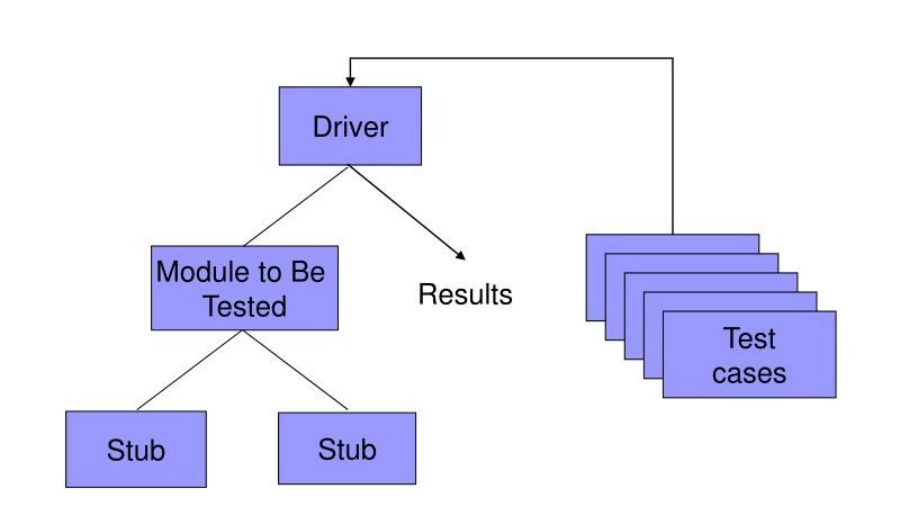 Driver
Module to Be
Tested
Results
Test
cases
Stub
Stub